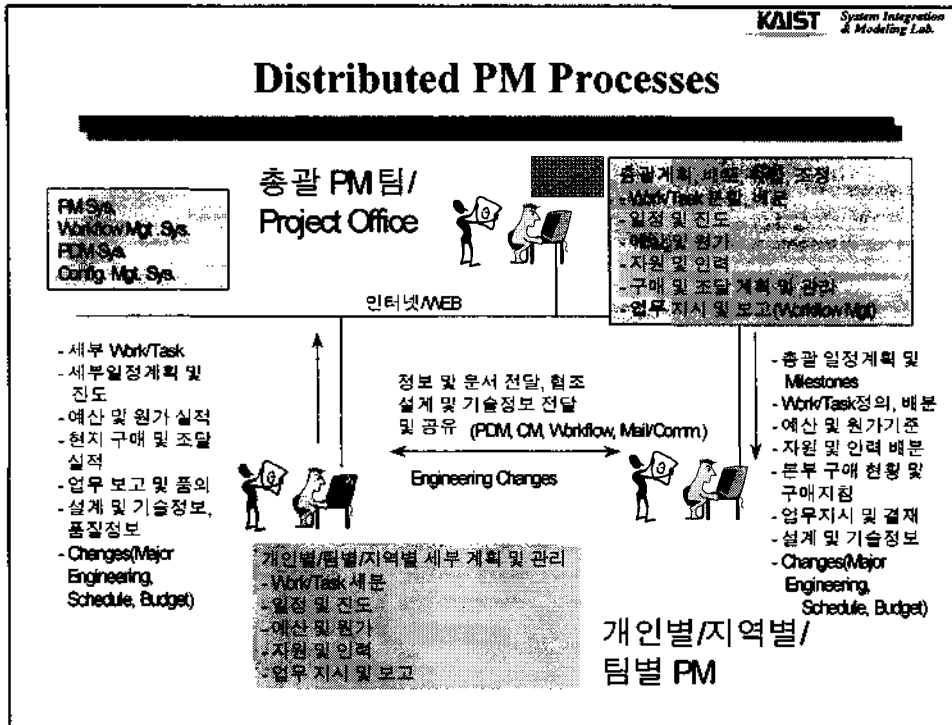 KAIST System Integration
& Modeling Lab.
Distributed PM Processes
총괄 PM팀/
Project Office
PM Sys.
Workflow Mgt. Sys.
PDM Sys.
Config. Mgt. Sys.
총괄계획, 조정
- Work/Task 분할, 배분
- 일정 및 진도
- 예산 및 원가
- 자원 및 인력
- 구매 및 조달 계획 및 관리
- 업무 지시 및 보고(Workflow Mgt)
인터넷/WEB
- 세부 Work/Task
- 세부일정계획 및
진도
- 예산 및 원가 실적
- 현지 구매 및 조달
실적
- 업무 보고 및 품의
- 설계 및 기술정보,
품질정보
- Changes(Major
Engineering,
Schedule, Budget)
정보 및 문서 전달, 협조
설계 및 기술정보 전달
및 공유 (PDM, CM, Workflow, Mail/Comm.)
Engineering Changes
- 총괄 일정계획 및
Milestones
- Work/Task정의, 배분
- 예산 및 원가기준
- 자원 및 인력 배분
- 본부 구매 현황 및
구매지침
- 업무지시 및 결재
- 설계 및 기술정보
- Changes(Major
Engineering,
Schedule, Budget)
개인별/팀별/지역별 세부 계획 및 관리
- Work/Task 세분
- 일정 및 진도
- 예산 및 원가
- 자원 및 인력
- 업무 지시 및 보고
개인별/지역별/
팀별 PM